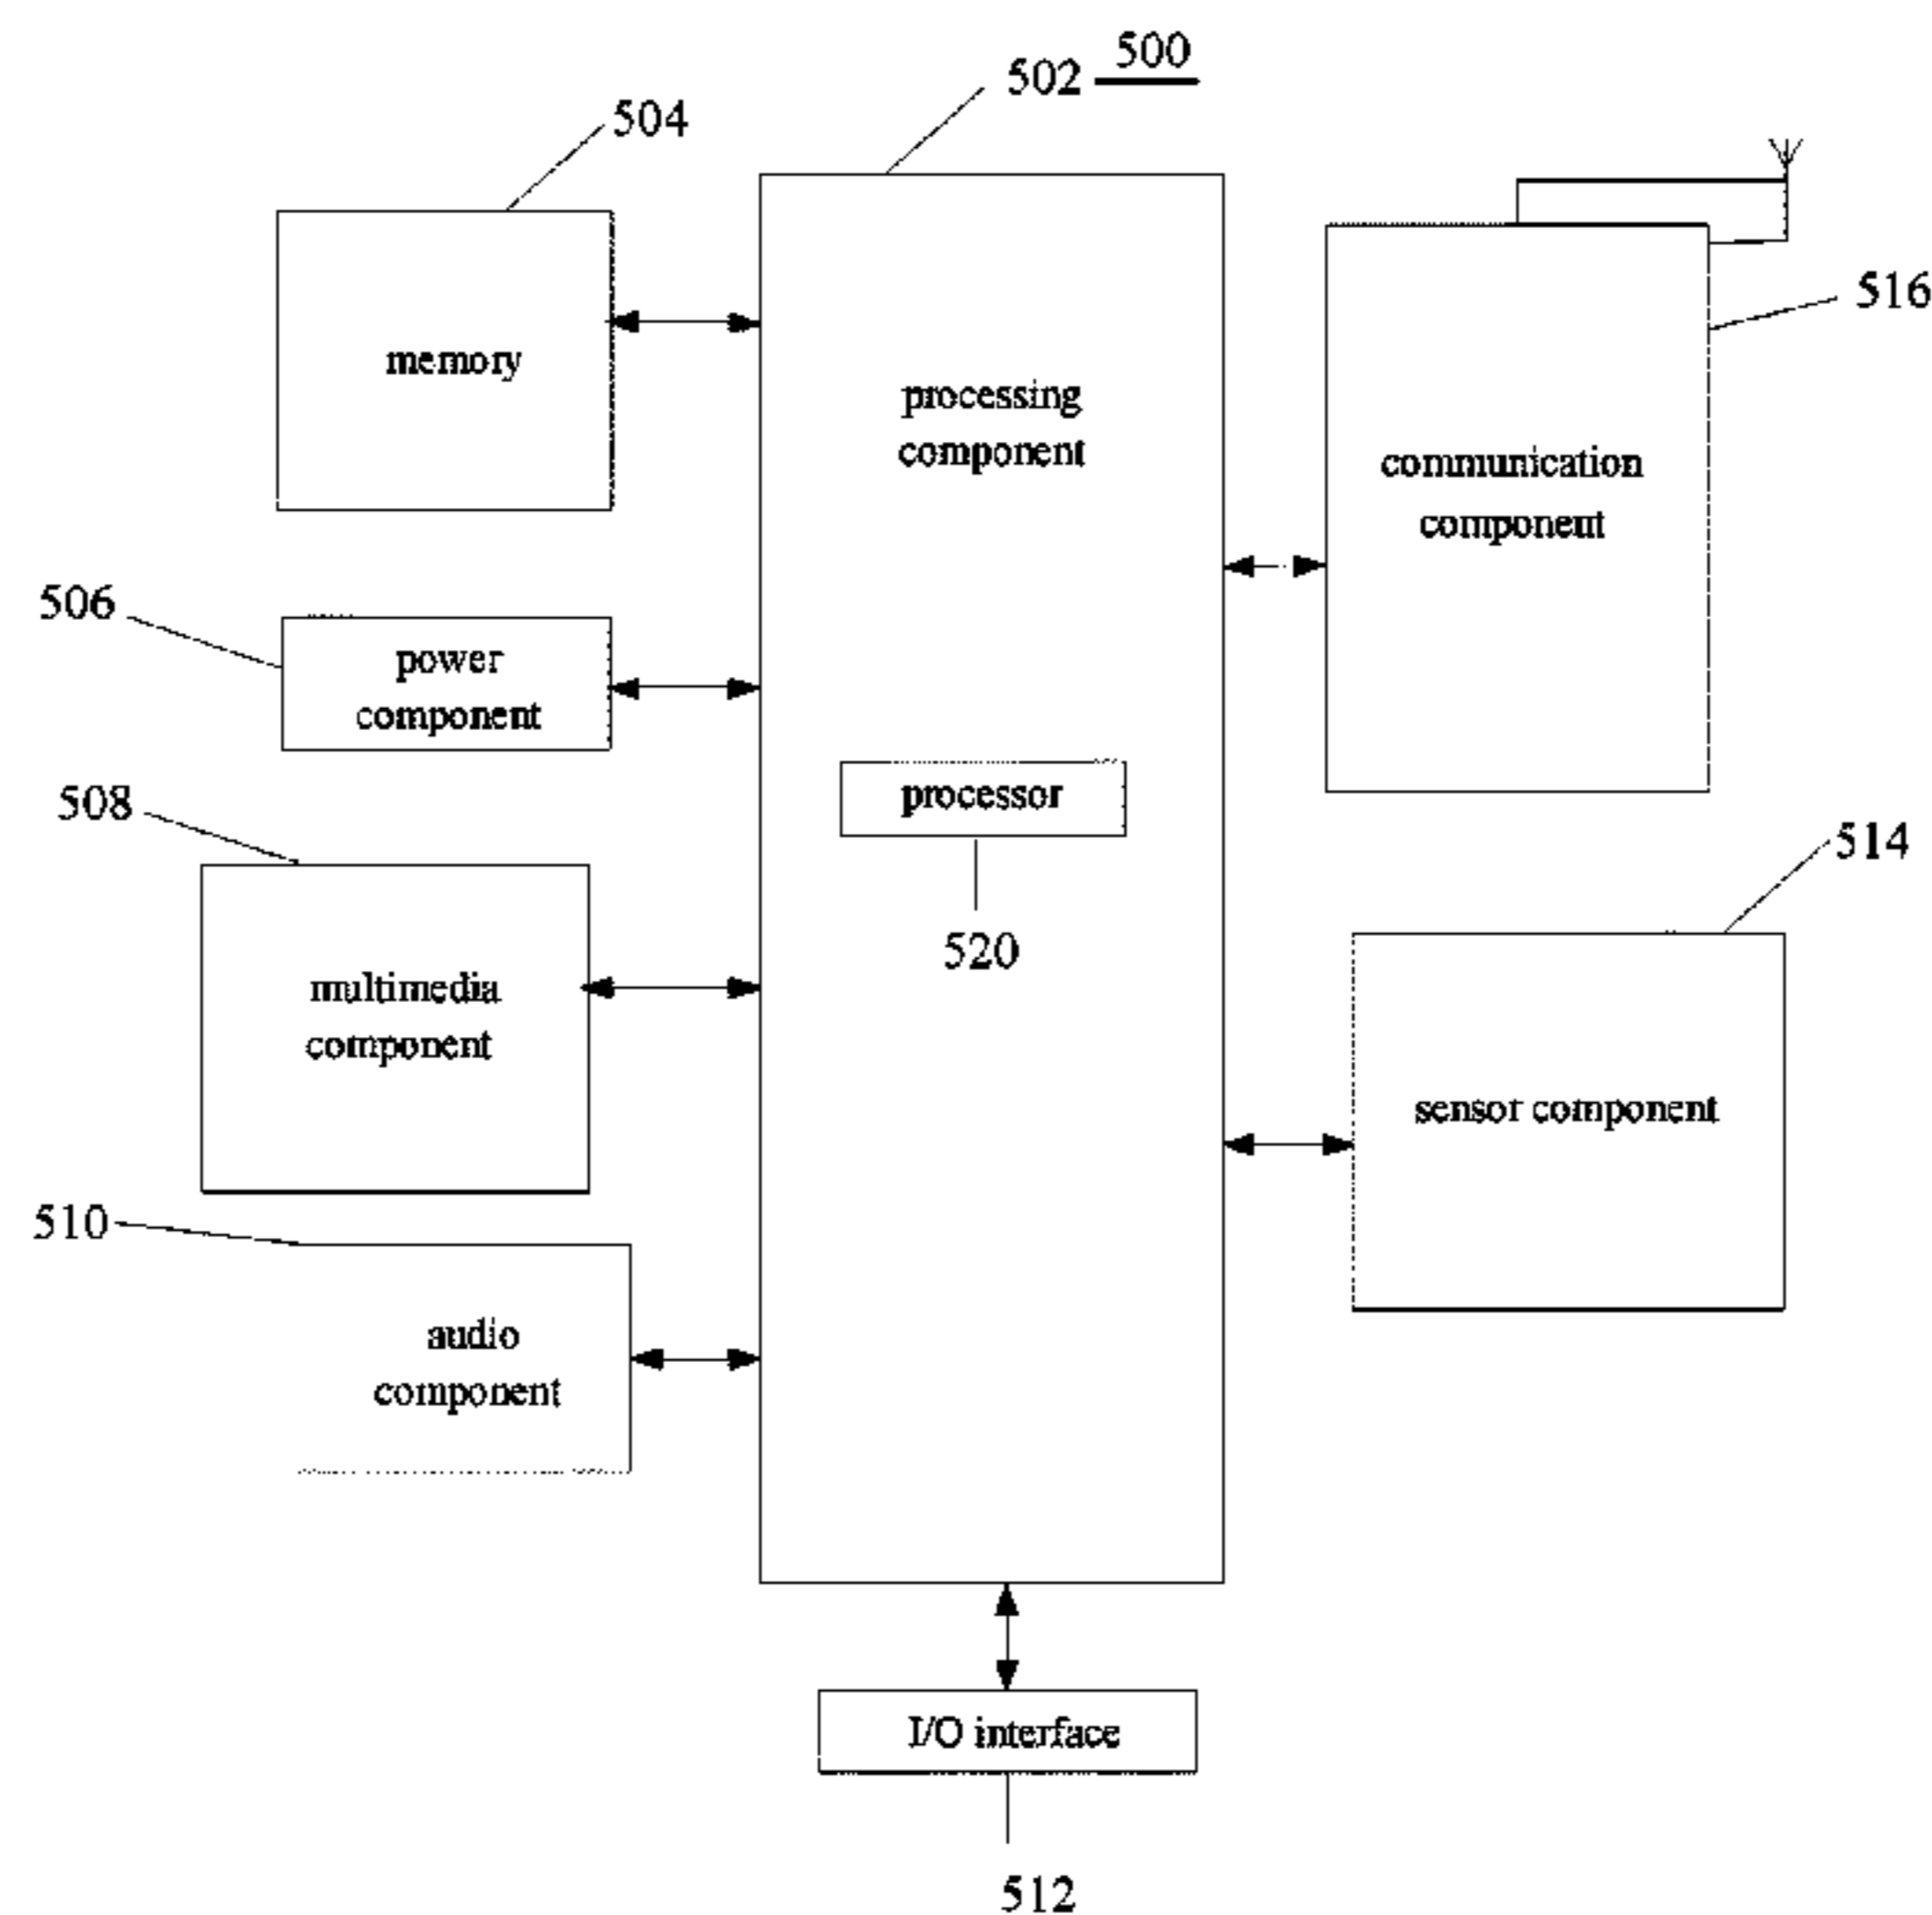 500
502
504
memory
processing
component
516
communication
component
506
power
component
processor
520
508
multimedia
component
514
sensor component
510
audio
component
I/O interface
512